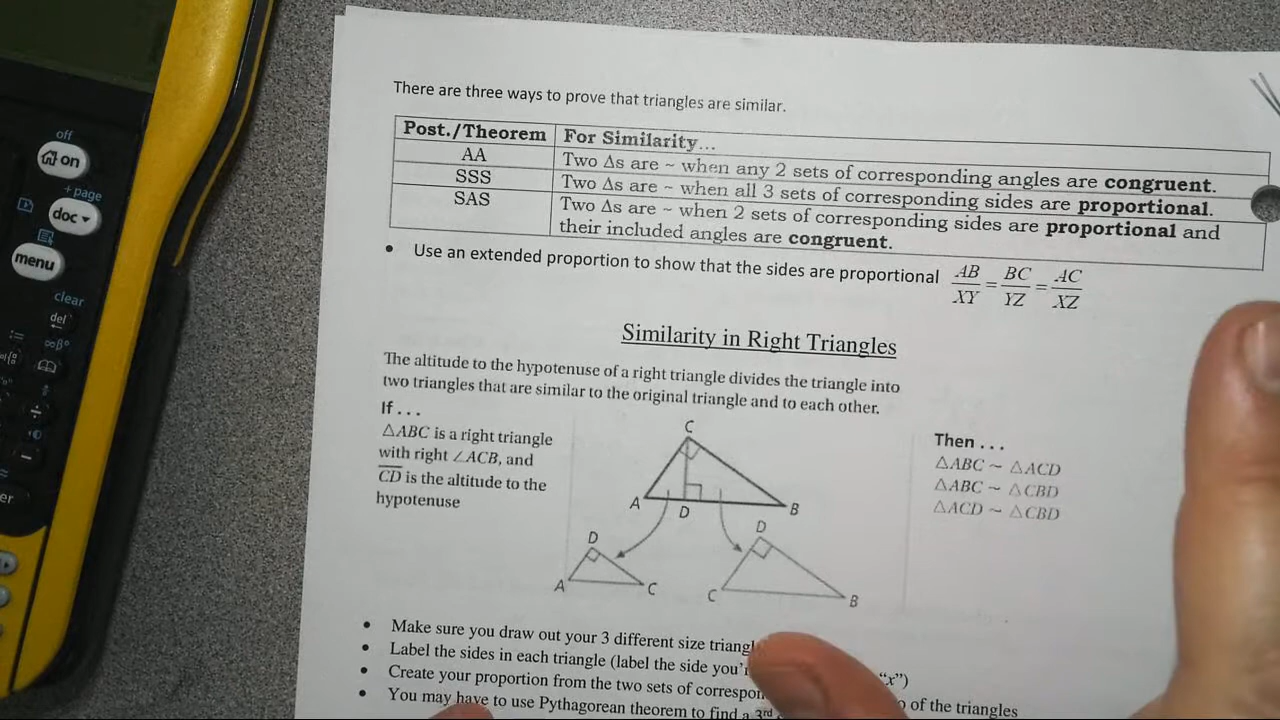 off
on
+ page
doc
menu
clear
del
∞β°
er
There are three ways to prove that triangles are similar.
Post./Theorem For Similarity...
AA Two Δs are ~ when any 2 sets of corresponding angles are congruent.
SSS Two Δs are ~ when all 3 sets of corresponding sides are proportional.
SAS Two Δs are ~ when 2 sets of corresponding sides are proportional and
their included angles are congruent.
• Use an extended proportion to show that the sides are proportional AB/XY = BC/YZ = AC/XZ
Similarity in Right Triangles
The altitude to the hypotenuse of a right triangle divides the triangle into
two triangles that are similar to the original triangle and to each other.
If . . .
△ABC is a right triangle
with right ∠ACB, and
C͞D͞ is the altitude to the
hypotenuse
C
A D B
D
A C
D
C B
Then . . .
△ABC ~ △ACD
△ABC ~ △CBD
△ACD ~ △CBD
• Make sure you draw out your 3 different size
• Label the sides in each triangle (label the side "x")
• Create your proportion from the two sets of of the triangles
• You may have to use Pythagorean theorem to find a 3rd